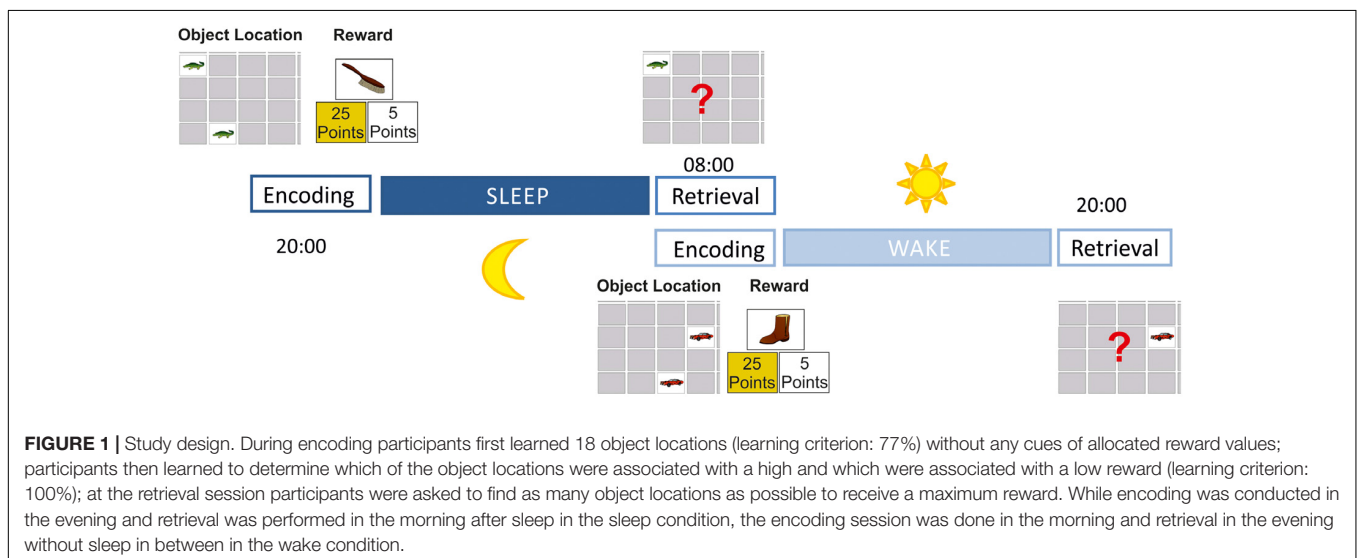 Object Location Reward
25 Points
5 Points
?
08:00
Encoding SLEEP Retrieval
20:00
20:00
Encoding WAKE Retrieval
Object Location Reward
25 Points
5 Points
?
FIGURE 1 | Study design. During encoding participants first learned 18 object locations (learning criterion: 77%) without any cues of allocated reward values;
participants then learned to determine which of the object locations were associated with a high and which were associated with a low reward (learning criterion:
100%); at the retrieval session participants were asked to find as many object locations as possible to receive a maximum reward. While encoding was conducted in
the evening and retrieval was performed in the morning after sleep in the sleep condition, the encoding session was done in the morning and retrieval in the evening
without sleep in between in the wake condition.